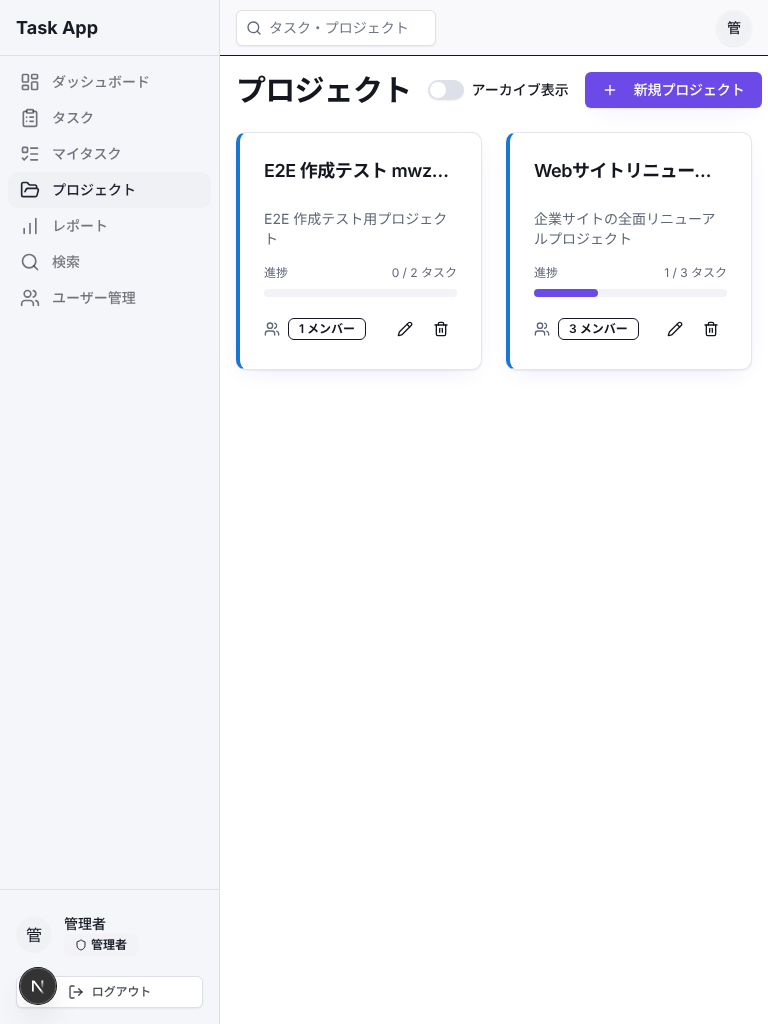 Task App
タスク・プロジェクト
管
ダッシュボード
タスク
マイタスク
プロジェクト
レポート
検索
ユーザー管理
プロジェクト
アーカイブ表示
新規プロジェクト
E2E 作成テスト mwz...
E2E 作成テスト用プロジェク
ト
進捗
0 / 2 タスク
1 メンバー
Webサイトリニュー...
企業サイトの全面リニューア
ルプロジェクト
進捗
1 / 3 タスク
3 メンバー
管
管理者
管理者
N
ログアウト